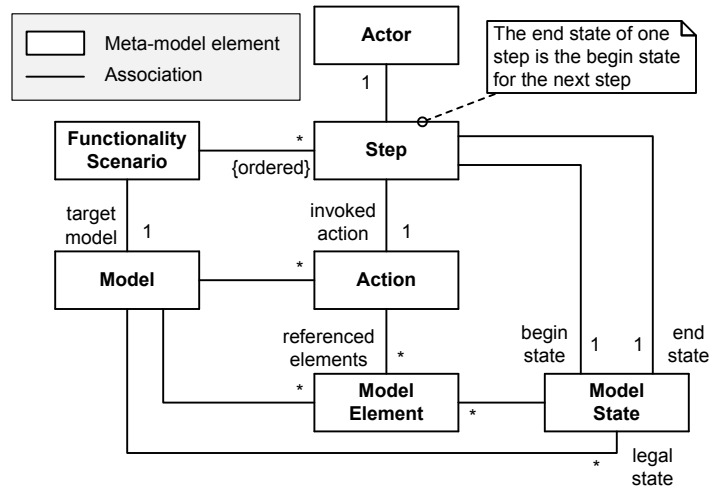 Meta-model element
Association
Actor
The end state of one
step is the begin state
for the next step
1
Functionality
Scenario
*
{ordered}
Step
target
model
1
invoked
action
1
Model
*
Action
referenced
elements
*
begin
state
1
1
end
state
*
Model
Element
*
Model
State
*
legal
state